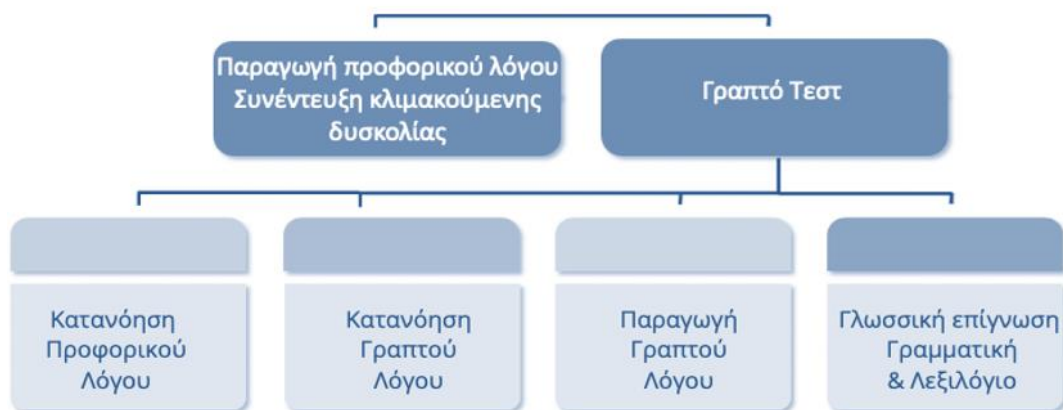 Παραγωγή προφορικού λόγου
Συνέντευξη κλιμακούμενης
δυσκολίας
Γραπτό Τεστ
Κατανόηση
Προφορικού
Λόγου
Κατανόηση
Γραπτού
Λόγου
Παραγωγή
Γραπτού
Λόγου
Γλωσσική επίγνωση
Γραμματική
& Λεξιλόγιο